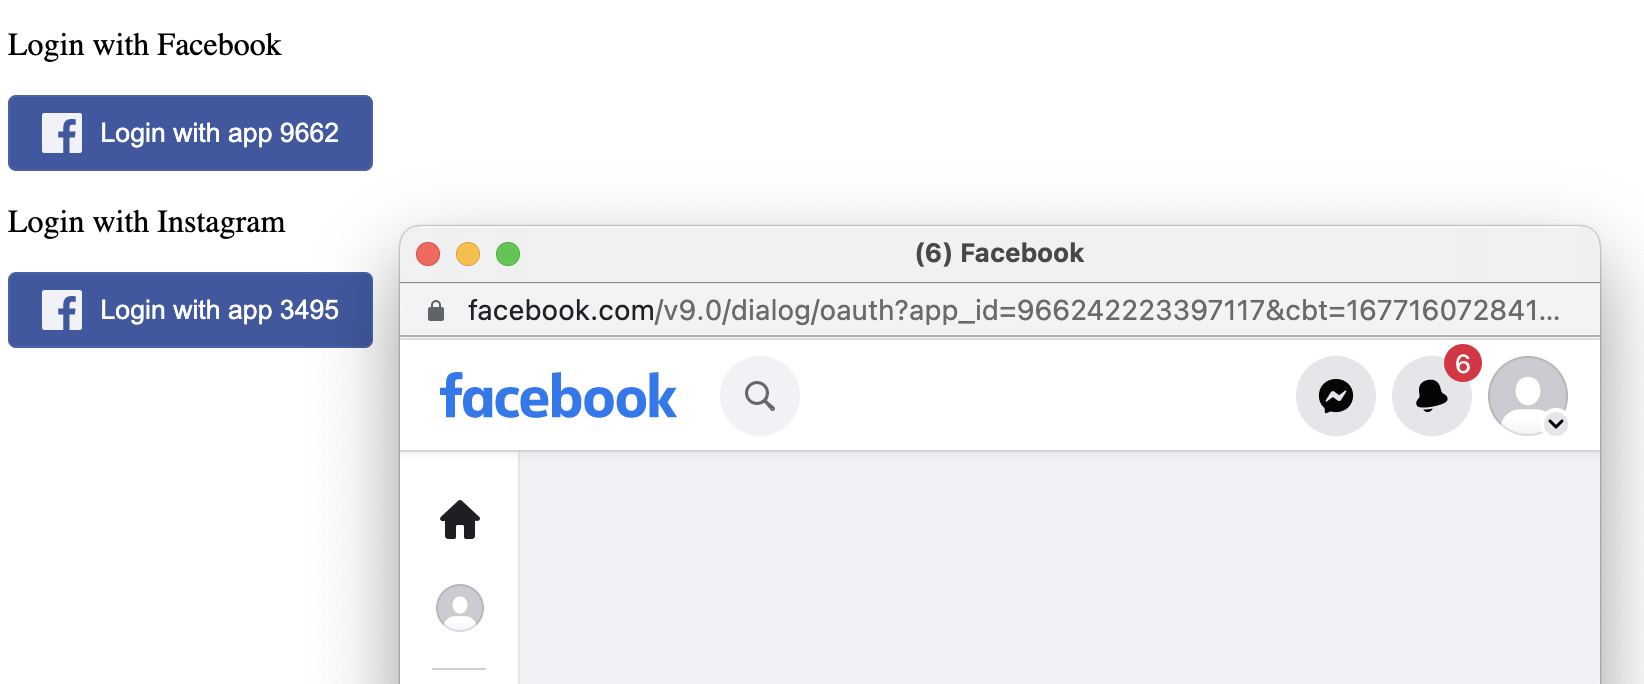 Login with Facebook
Login with app 9662
Login with Instagram
Login with app 3495
(6) Facebook
facebook.com/v9.0/dialog/oauth?app_id=966242223397117&cbt=167716072841...
facebook
6